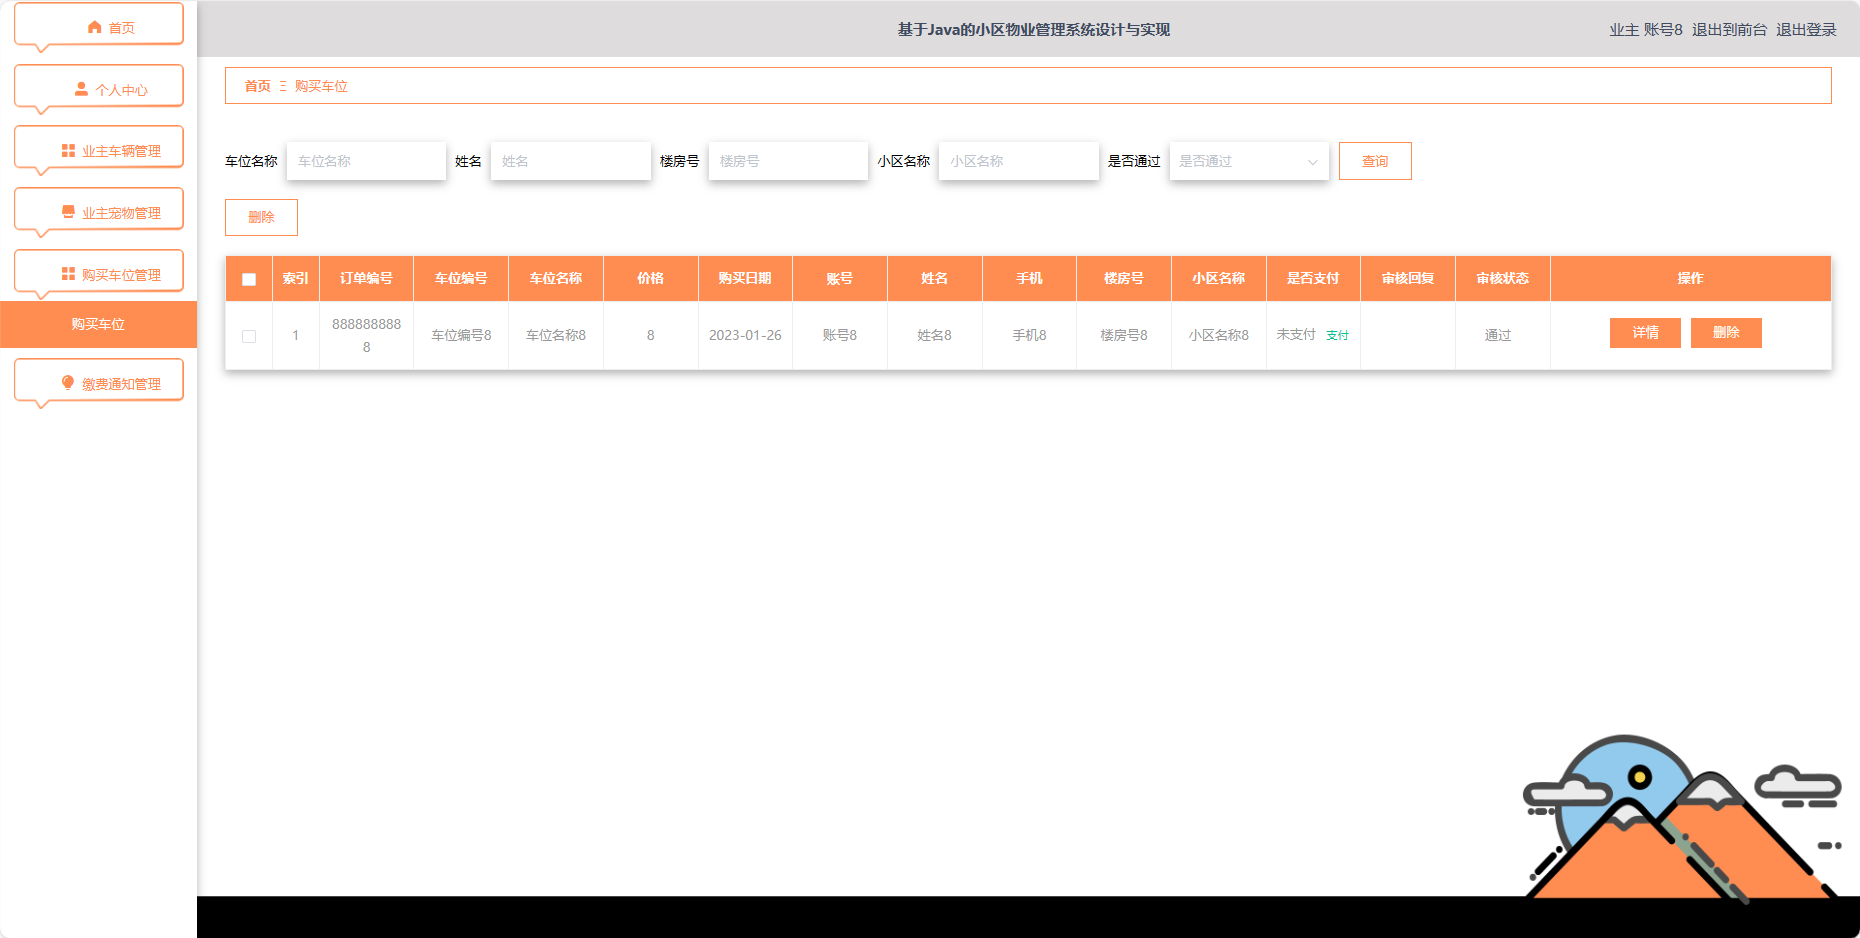 首页
个人中心
业主车辆管理
业主宠物管理
购买车位管理
购买车位
缴费通知管理
基于Java的小区物业管理系统设计与实现
业主 账号8 退出到前台 退出登录
首页 Ξ 购买车位
车位名称 车位名称 姓名 姓名 楼房号 楼房号 小区名称 小区名称 是否通过 是否通过 查询
删除
索引 订单编号 车位编号 车位名称 价格 购买日期 账号 姓名 手机 楼房号 小区名称 是否支付 审核回复 审核状态 操作
1 8888888888 车位编号8 车位名称8 8 2023-01-26 账号8 姓名8 手机8 楼房号8 小区名称8 未支付 支付 通过 详情 删除